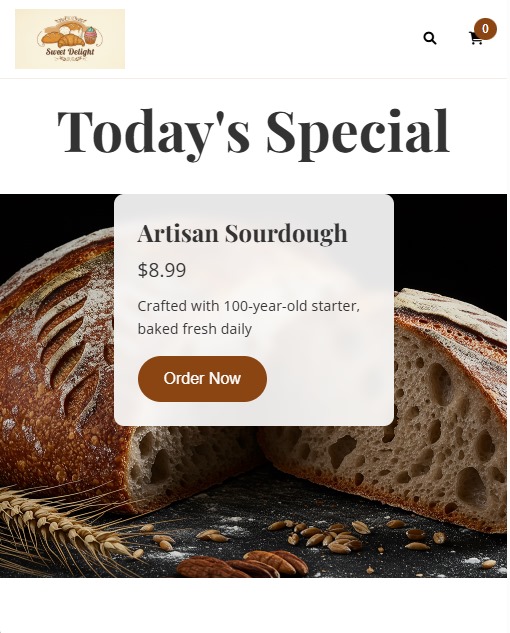 Sweet Delight
0
Today's Special
Artisan Sourdough
$8.99
Crafted with 100-year-old starter,
baked fresh daily
Order Now